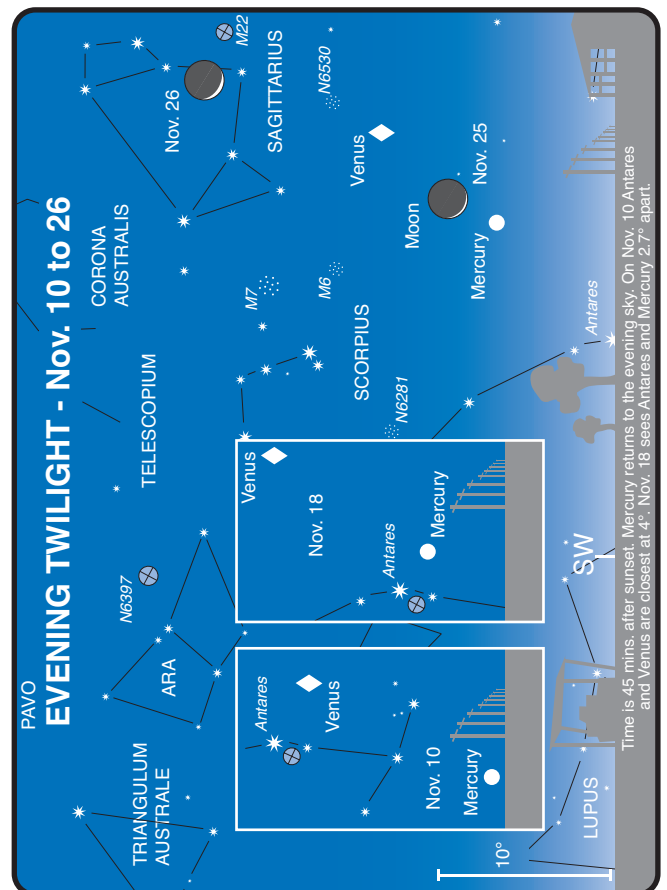 PAVO
EVENING TWILIGHT - Nov. 10 to 26
TRIANGULUM
AUSTRALE
ARA
N6397
TELESCOPIUM
CORONA
AUSTRALIS
Nov. 26
M22
SAGITTARIUS
N6530
M7
M6
SCORPIUS
N6281
Venus
Moon
Nov. 25
Mercury
Antares
Antares
Venus
Nov. 10
Mercury
Venus
Nov. 18
Antares
Mercury
10°
LUPUS
SW
Time is 45 mins. after sunset. Mercury returns to the evening sky. On Nov. 10 Antares
and Venus are closest at 4°. Nov. 18 sees Antares and Mercury 2.7° apart.